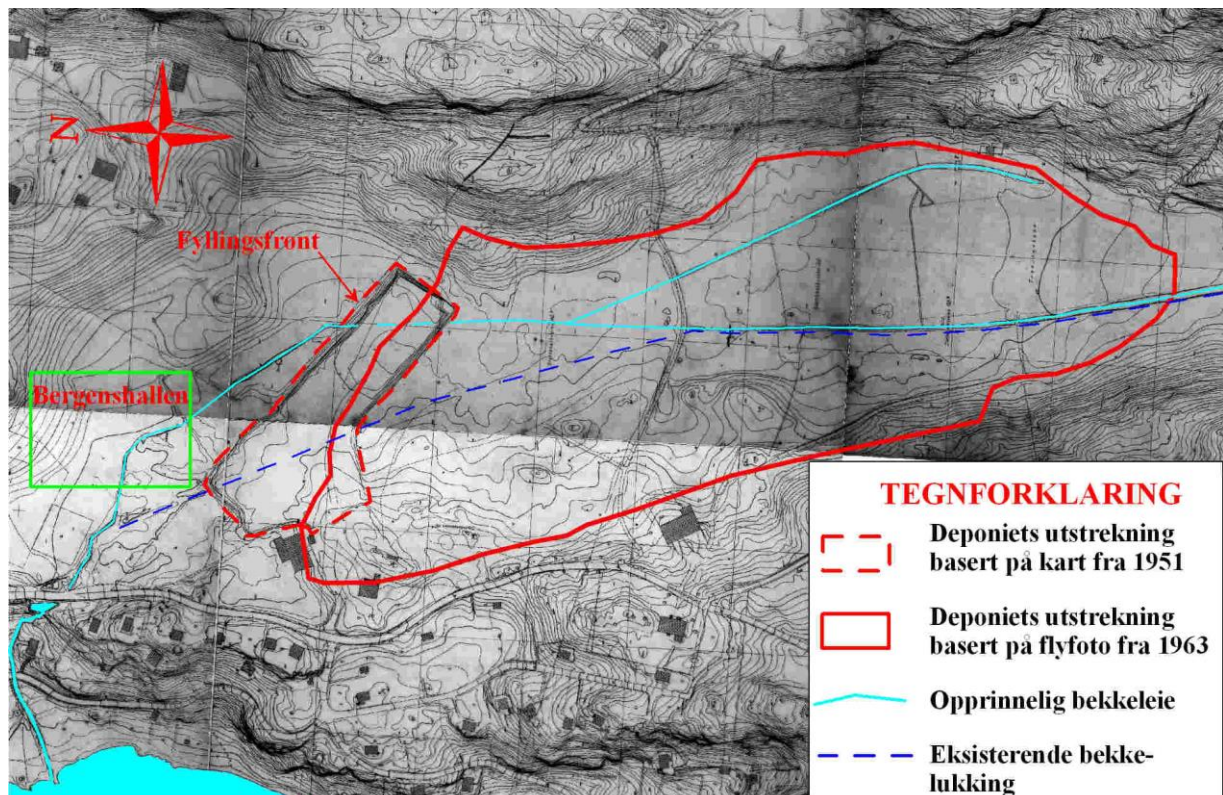 N
Fyllingsfront
Bergenshallen
TEGNFORKLARING
Deponiets utstrekning
basert på kart fra 1951
Deponiets utstrekning
basert på flyfoto fra 1963
Opprinnelig bekkeleie
Eksisterende bekke-
lukking